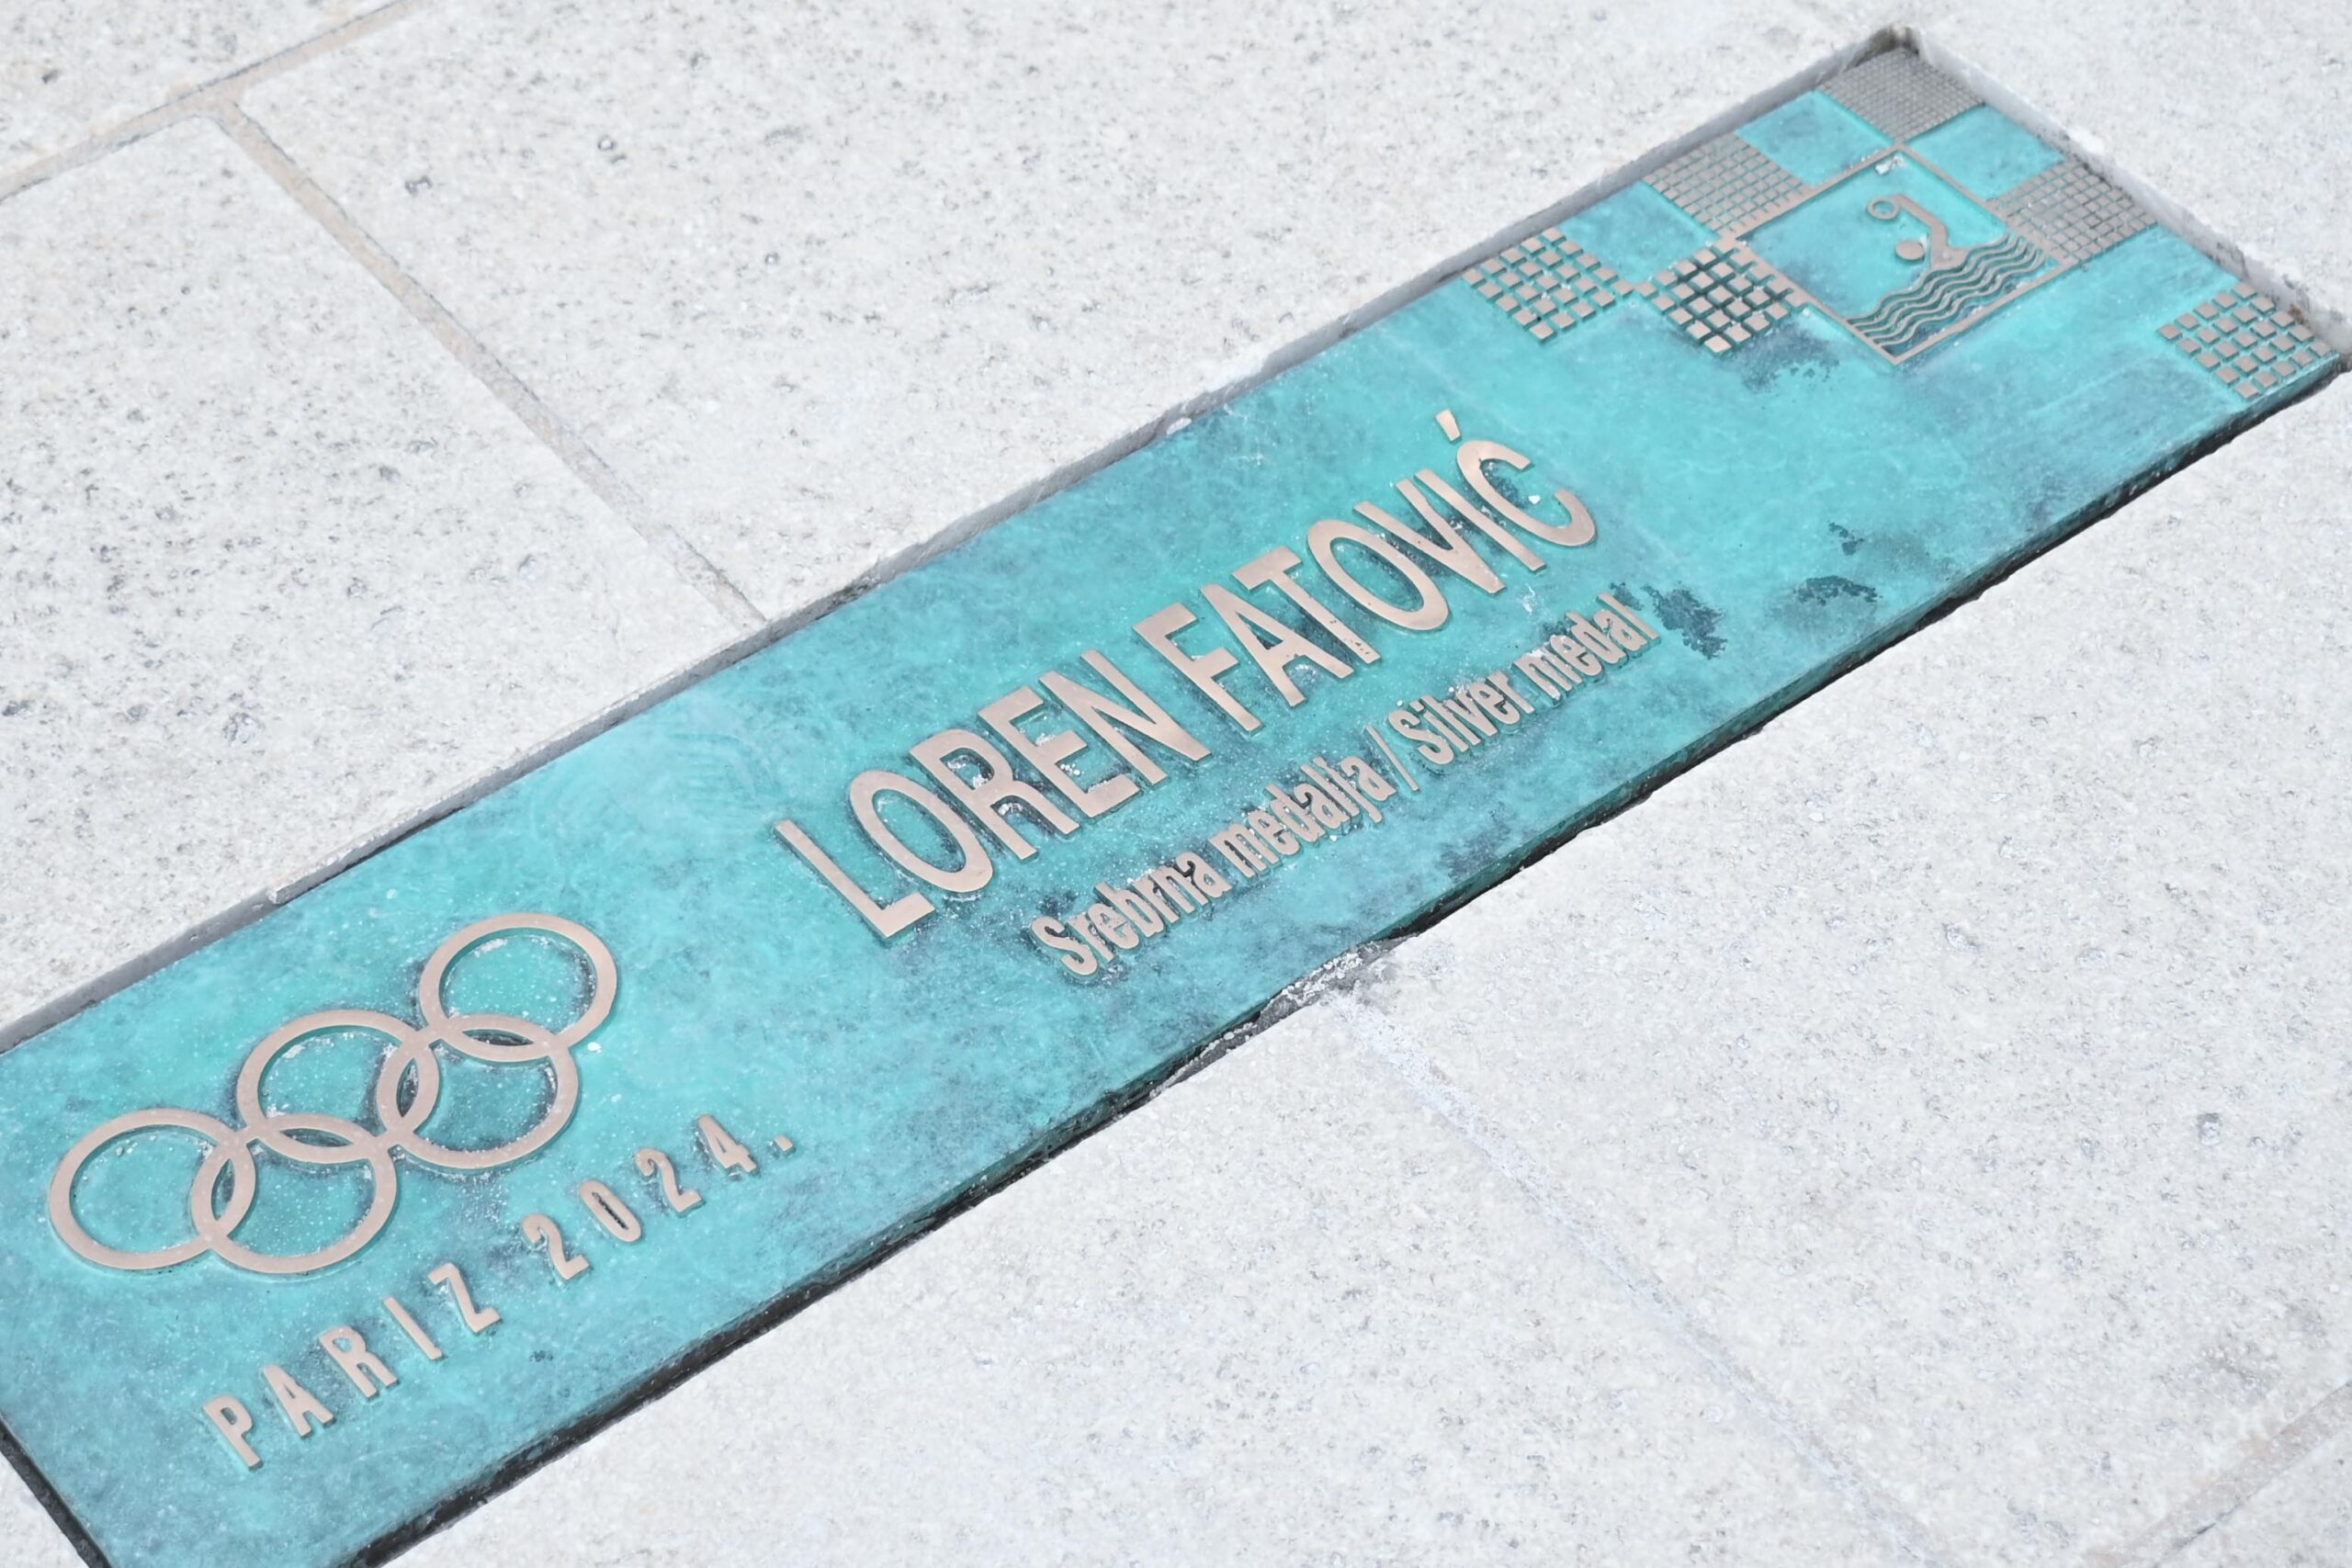 LOREN FATOVIĆ
Srebrna medalja / Silver medal
PARIZ 2024.